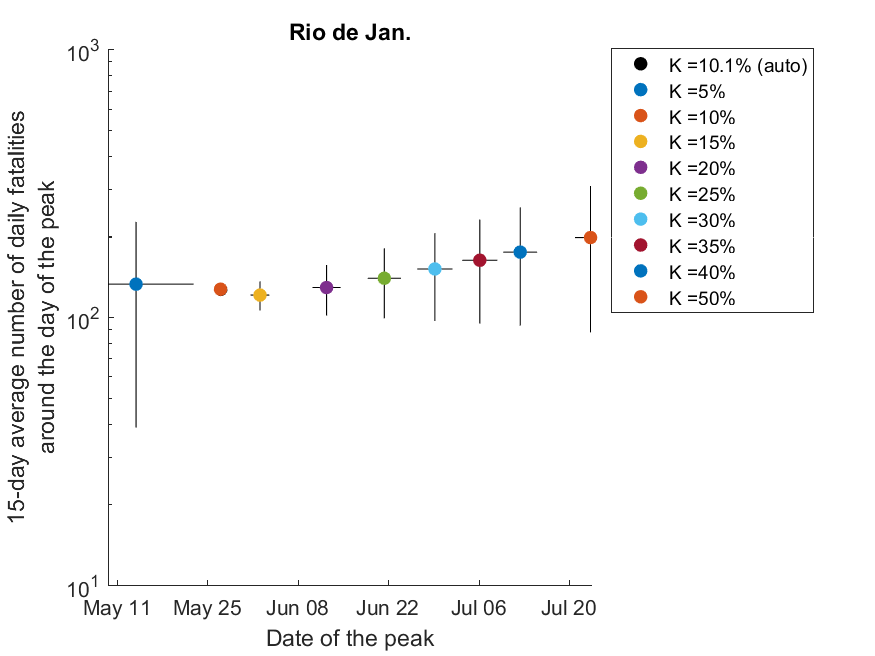 Rio de Jan.
10^3
10^2
10^1
15-day average number of daily fatalities
around the day of the peak
May 11 May 25 Jun 08 Jun 22 Jul 06 Jul 20
Date of the peak
K =10.1% (auto)
K =5%
K =10%
K =15%
K =20%
K =25%
K =30%
K =35%
K =40%
K =50%